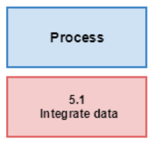 Process
5.1
Integrate data